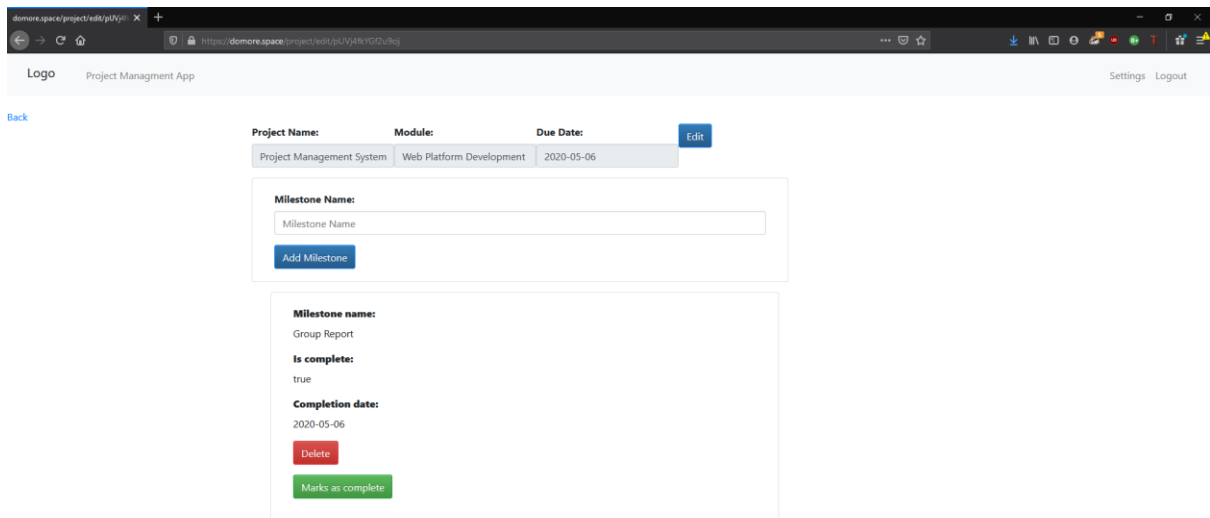 domore.space/project/edit/pUVj4fk
https://domore.space/project/edit/pUVj4fkYGf2u9oj
Logo Project Managment App Settings Logout
Back
Project Name: Module: Due Date: Edit
Project Management System Web Platform Development 2020-05-06
Milestone Name:
Milestone Name
Add Milestone
Milestone name:
Group Report
Is complete:
true
Completion date:
2020-05-06
Delete
Marks as complete